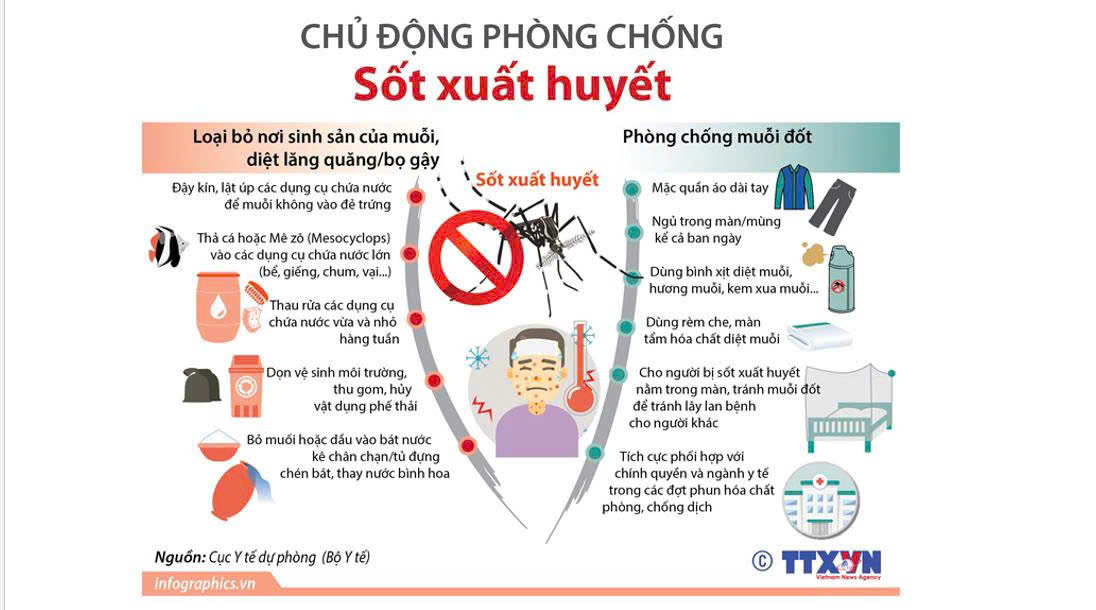 CHỦ ĐỘNG PHÒNG CHỐNG
Sốt xuất huyết
Loại bỏ nơi sinh sản của muỗi,
diệt lăng quăng/bọ gậy
Đậy kín, lật úp các dụng cụ chứa nước
để muỗi không vào đẻ trứng
Thả cá hoặc Mê zô (Mesocyclops)
vào các dụng cụ chứa nước lớn
(bể, giếng, chum, vại...)
Thau rửa các dụng cụ
chứa nước vừa và nhỏ
hàng tuần
Dọn vệ sinh môi trường,
thu gom, hủy
vật dụng phế thải
Bỏ muối hoặc dầu vào bát nước
kê chân chạn/tủ đựng
chén bát, thay nước bình hoa
Sốt xuất huyết
Phòng chống muỗi đốt
Mặc quần áo dài tay
Ngủ trong màn/mùng
kể cả ban ngày
Dùng bình xịt diệt muỗi,
hương muỗi, kem xua muỗi...
Dùng rèm che, màn
tẩm hóa chất diệt muỗi
Cho người bị sốt xuất huyết
nằm trong màn, tránh muỗi đốt
để tránh lây lan bệnh
cho người khác
Tích cực phối hợp với
chính quyền và ngành y tế
trong các đợt phun hóa chất
phòng, chống dịch
Nguồn: Cục Y tế dự phòng (Bộ Y tế)
infographics.vn
© TTXVN
Vietnam News Agency